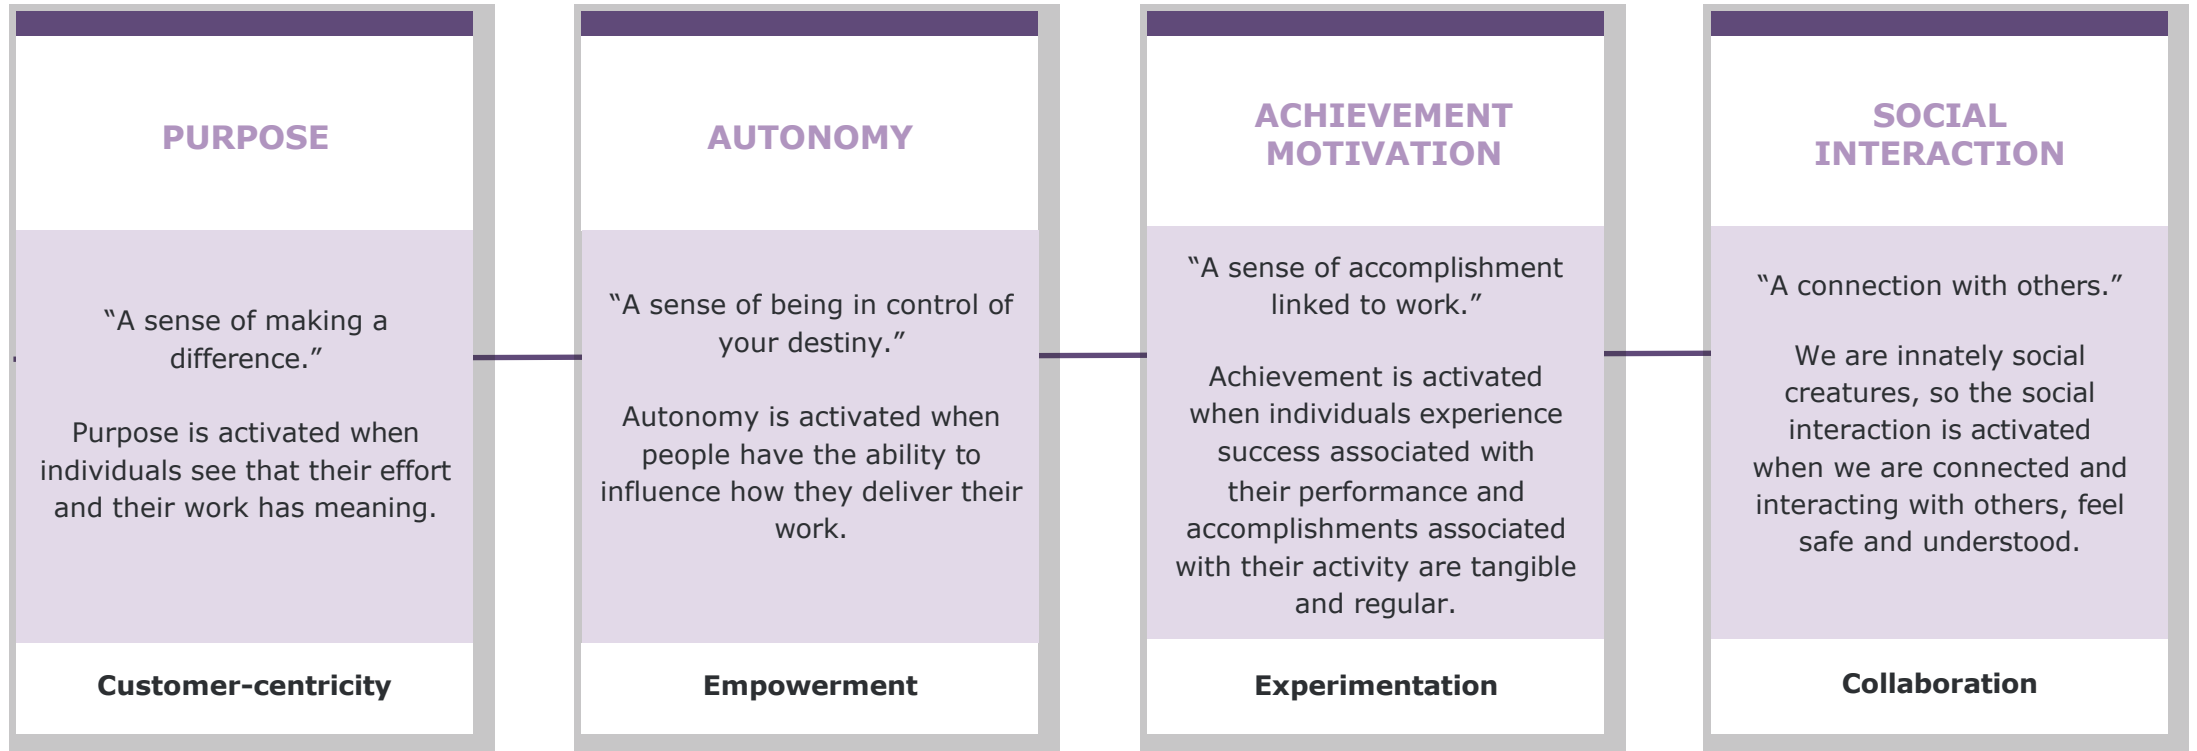 PURPOSE
“A sense of making a
difference.”
Purpose is activated when
individuals see that their effort
and their work has meaning.
Customer-centricity
AUTONOMY
“A sense of being in control of
your destiny.”
Autonomy is activated when
people have the ability to
influence how they deliver their
work.
Empowerment
ACHIEVEMENT
MOTIVATION
“A sense of accomplishment
linked to work.”
Achievement is activated
when individuals experience
success associated with
their performance and
accomplishments associated
with their activity are tangible
and regular.
Experimentation
SOCIAL
INTERACTION
“A connection with others.”
We are innately social
creatures, so the social
interaction is activated
when we are connected and
interacting with others, feel
safe and understood.
Collaboration